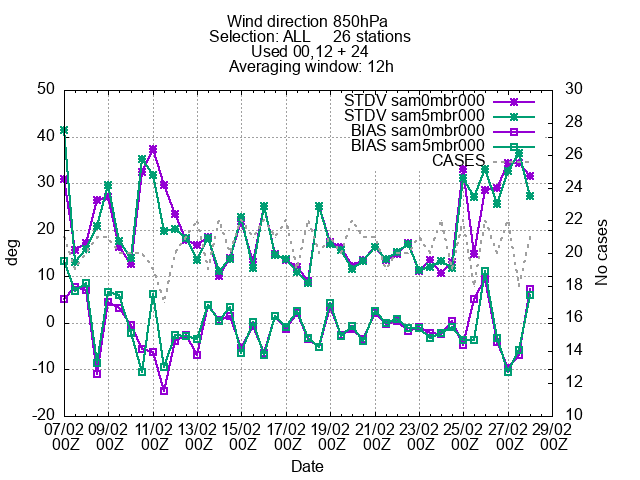 Wind direction 850hPa
Selection: ALL 26 stations
Used 00,12 + 24
Averaging window: 12h
50 30
STDV sam0mbr000
STDV sam5mbr000 28
40 BIAS sam0mbr000
BIAS sam5mbr000 26
CASES
30 24
22
20
deg 20 No cases
10
18
0 16
14
-10
12
-20 10
07/02 09/02 11/02 13/02 15/02 17/02 19/02 21/02 23/02 25/02 27/02 29/02
00Z 00Z 00Z 00Z 00Z 00Z 00Z 00Z 00Z 00Z 00Z 00Z
Date